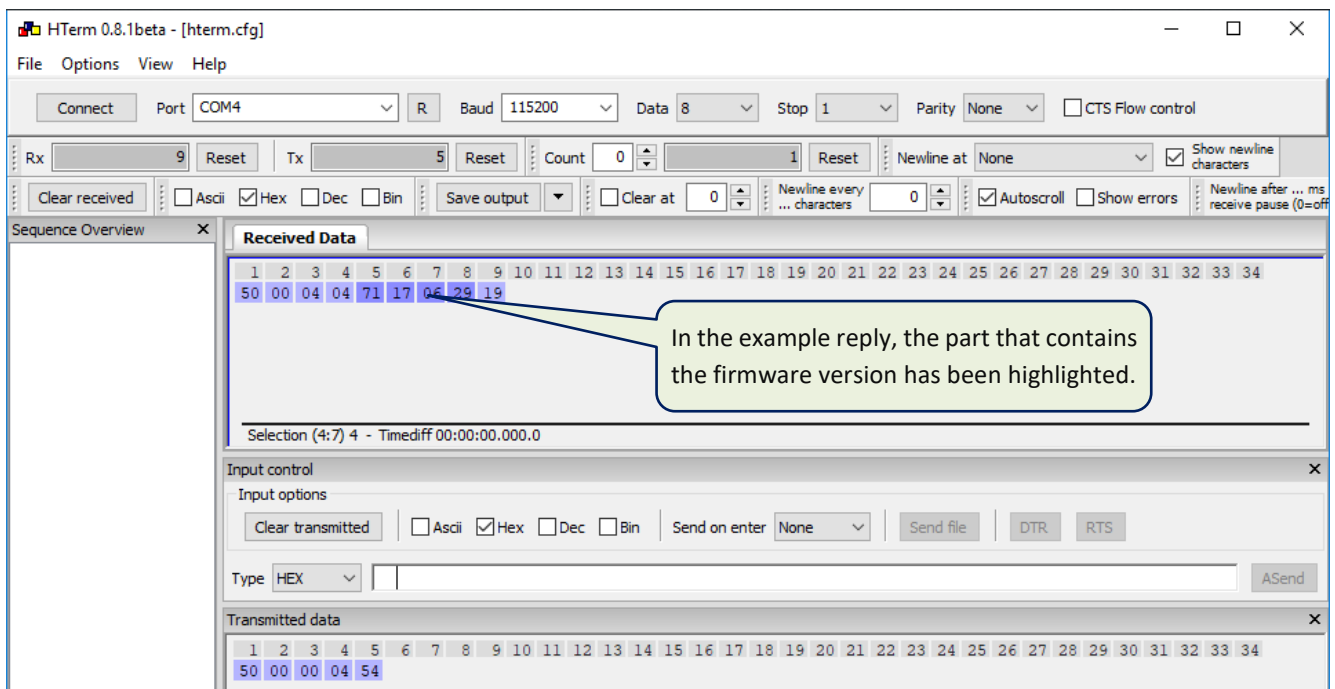 HTerm 0.8.1beta - [hterm.cfg]
File Options View Help
Connect Port COM4 R Baud 115200 Data 8 Stop 1 Parity None CTS Flow control
Rx 9 Reset Tx 5 Reset Count 0 1 Reset Newline at None Show newline characters
Clear received Ascii Hex Dec Bin Save output Clear at 0 Newline every ... characters 0 Autoscroll Show errors Newline after ... ms receive pause (0=off
Sequence Overview X
Received Data
1 2 3 4 5 6 7 8 9 10 11 12 13 14 15 16 17 18 19 20 21 22 23 24 25 26 27 28 29 30 31 32 33 34
50 00 04 04 71 17 06 29 19
In the example reply, the part that contains
the firmware version has been highlighted.
Selection (4:7) 4 - Timediff 00:00:00.000.0
Input control
Input options
Clear transmitted Ascii Hex Dec Bin Send on enter None Send file DTR RTS
Type HEX ASend
Transmitted data
1 2 3 4 5 6 7 8 9 10 11 12 13 14 15 16 17 18 19 20 21 22 23 24 25 26 27 28 29 30 31 32 33 34
50 00 00 04 54